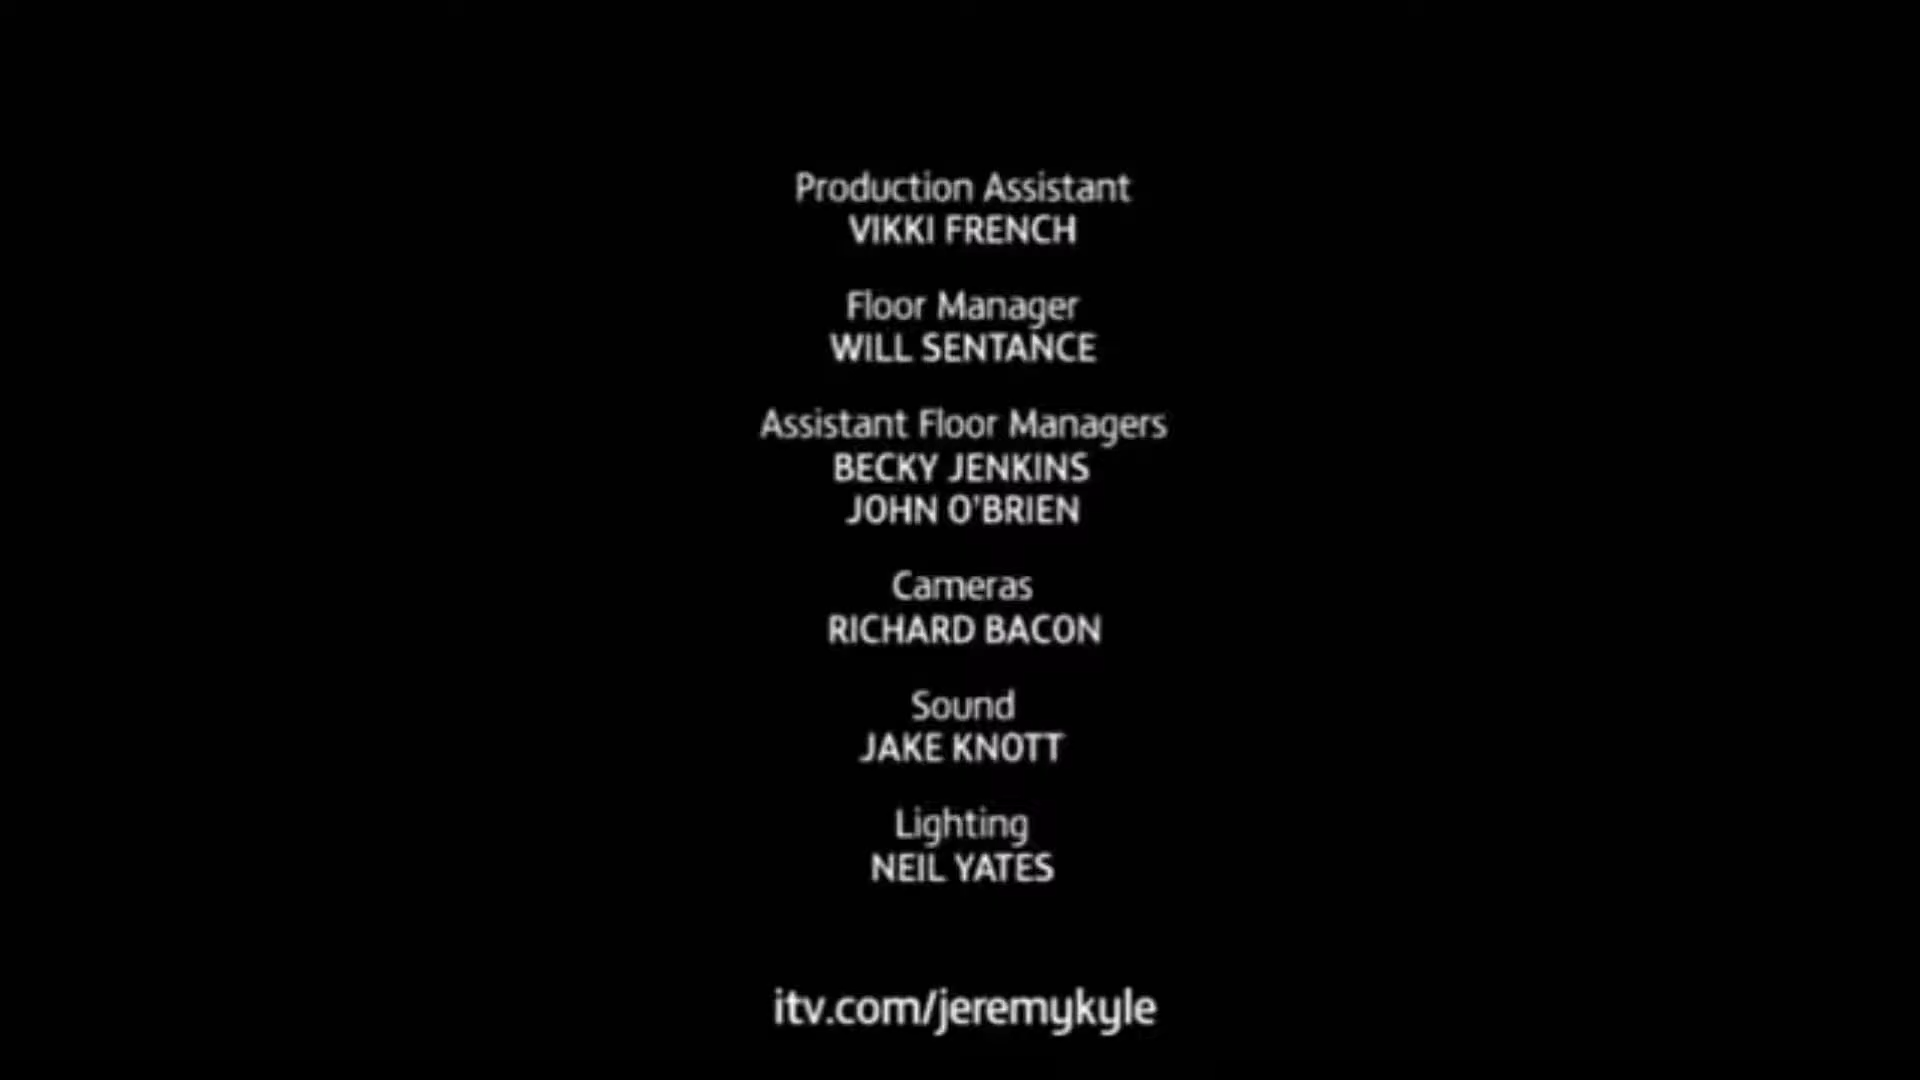 Production Assistant
VIKKI FRENCH
Floor Manager
WILL SENTANCE
Assistant Floor Managers
BECKY JENKINS
JOHN O'BRIEN
Cameras
RICHARD BACON
Sound
JAKE KNOTT
Lighting
NEIL YATES
itv.com/jeremykyle